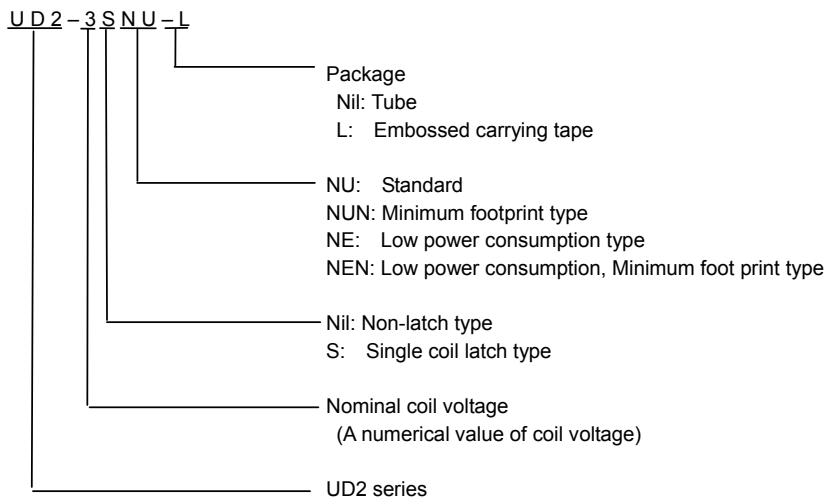 UD2–3SNU–L
Package
Nil: Tube
L: Embossed carrying tape
NU: Standard
NUN: Minimum footprint type
NE: Low power consumption type
NEN: Low power consumption, Minimum foot print type
Nil: Non-latch type
S: Single coil latch type
Nominal coil voltage
(A numerical value of coil voltage)
UD2 series